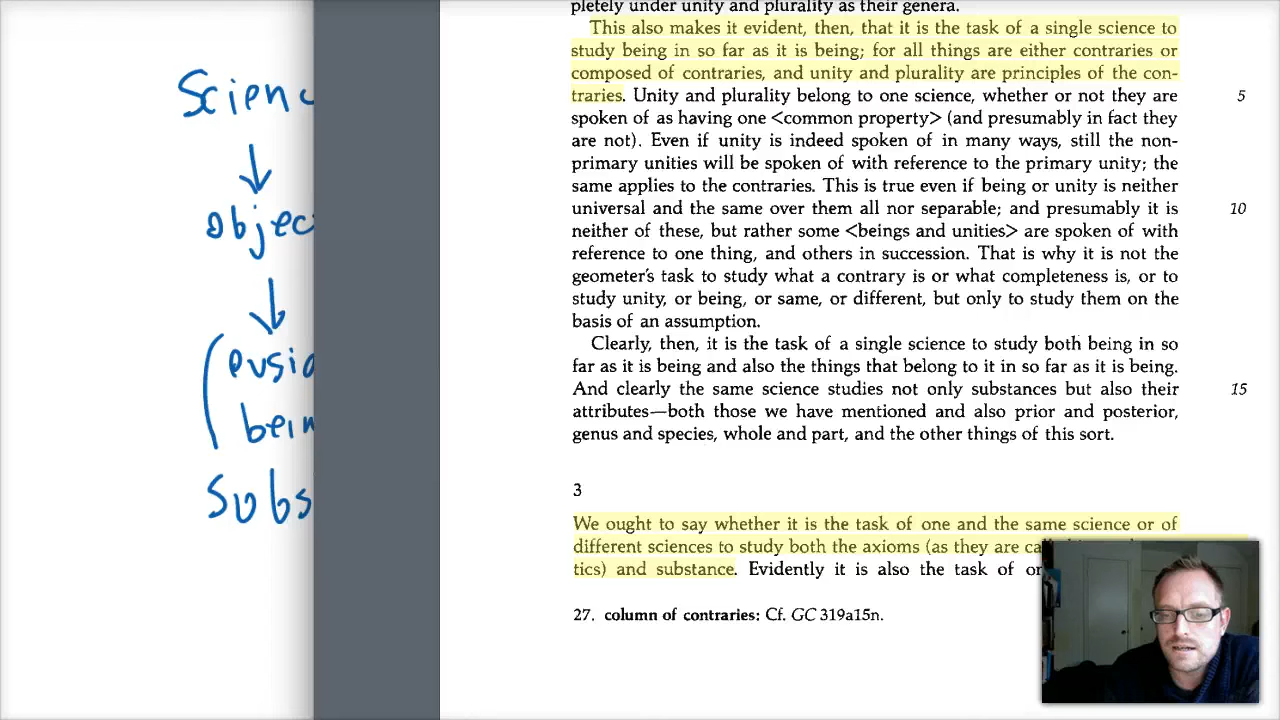 Scienc
↓
objec
↓
(ousia
bein
Subs
pletely under unity and plurality as their genera.
This also makes it evident, then, that it is the task of a single science to
study being in so far as it is being; for all things are either contraries or
composed of contraries, and unity and plurality are principles of the con-
traries. Unity and plurality belong to one science, whether or not they are
5
spoken of as having one <common property> (and presumably in fact they
are not). Even if unity is indeed spoken of in many ways, still the non-
primary unities will be spoken of with reference to the primary unity; the
same applies to the contraries. This is true even if being or unity is neither
universal and the same over them all nor separable; and presumably it is
10
neither of these, but rather some <beings and unities> are spoken of with
reference to one thing, and others in succession. That is why it is not the
geometer's task to study what a contrary is or what completeness is, or to
study unity, or being, or same, or different, but only to study them on the
basis of an assumption.
Clearly, then, it is the task of a single science to study both being in so
far as it is being and also the things that belong to it in so far as it is being.
And clearly the same science studies not only substances but also their
15
attributes—both those we have mentioned and also prior and posterior,
genus and species, whole and part, and the other things of this sort.
3
We ought to say whether it is the task of one and the same science or of
different sciences to study both the axioms (as they are
tics) and substance. Evidently it is also the task of
27. column of contraries: Cf. GC 319a15n.